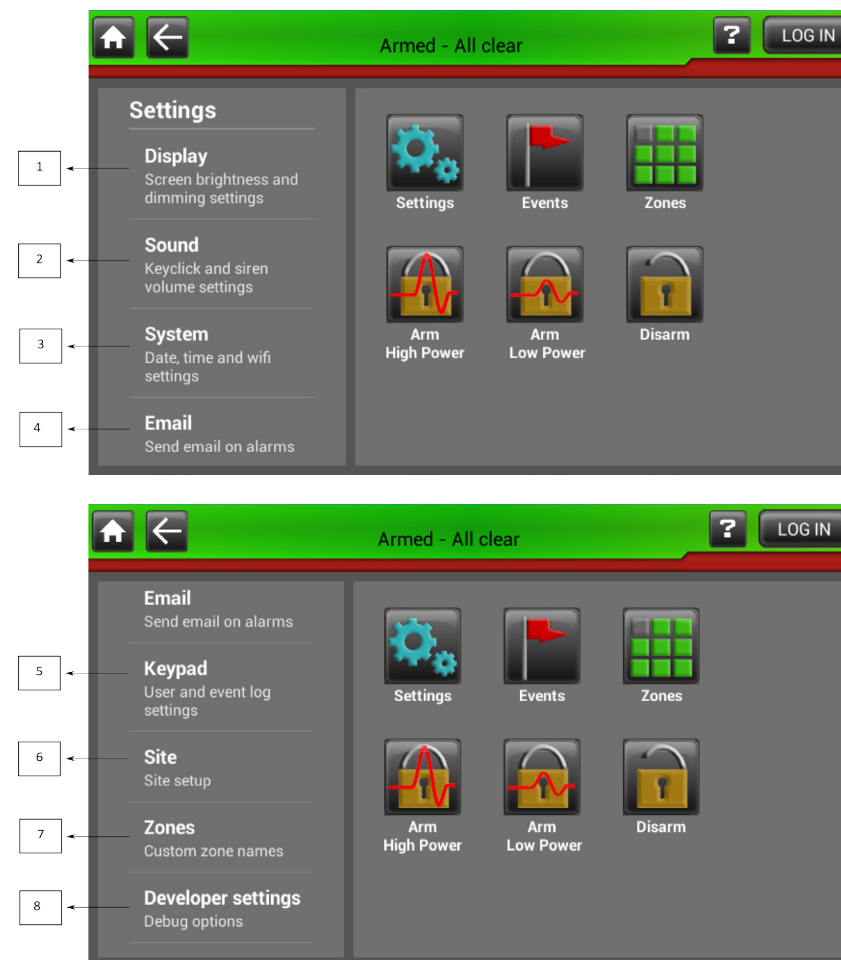 Armed - All clear
?
LOG IN
Settings
1
Display
Screen brightness and
dimming settings
2
Sound
Keyclick and siren
volume settings
3
System
Date, time and wifi
settings
4
Email
Send email on alarms
Settings
Events
Zones
Arm
High Power
Arm
Low Power
Disarm
Armed - All clear
?
LOG IN
Email
Send email on alarms
5
Keypad
User and event log
settings
6
Site
Site setup
7
Zones
Custom zone names
8
Developer settings
Debug options
Settings
Events
Zones
Arm
High Power
Arm
Low Power
Disarm